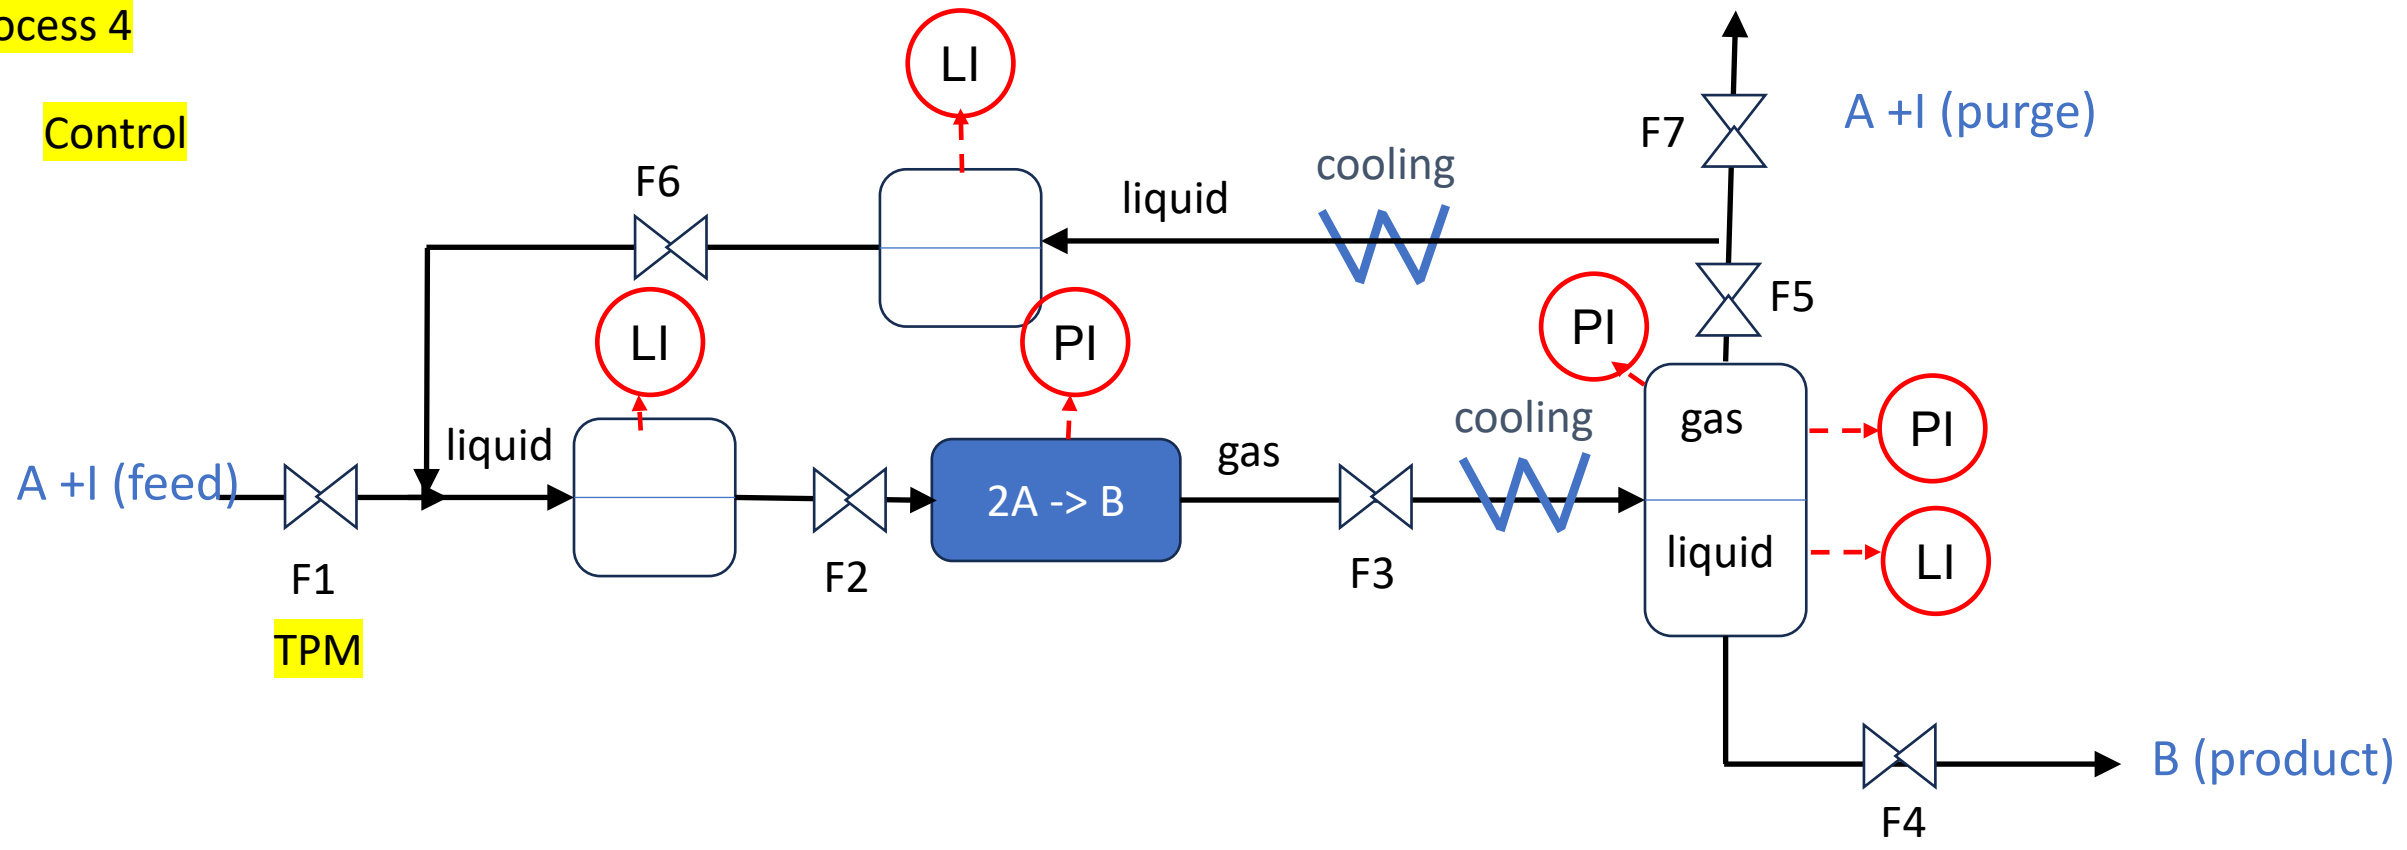 ocess 4
Control
LI
F6
liquid
cooling
F7
A +I (purge)
LI
PI
PI
F5
A +I (feed)
liquid
2A -> B
gas
cooling
gas
PI
liquid
LI
F1
F2
F3
TPM
B (product)
F4